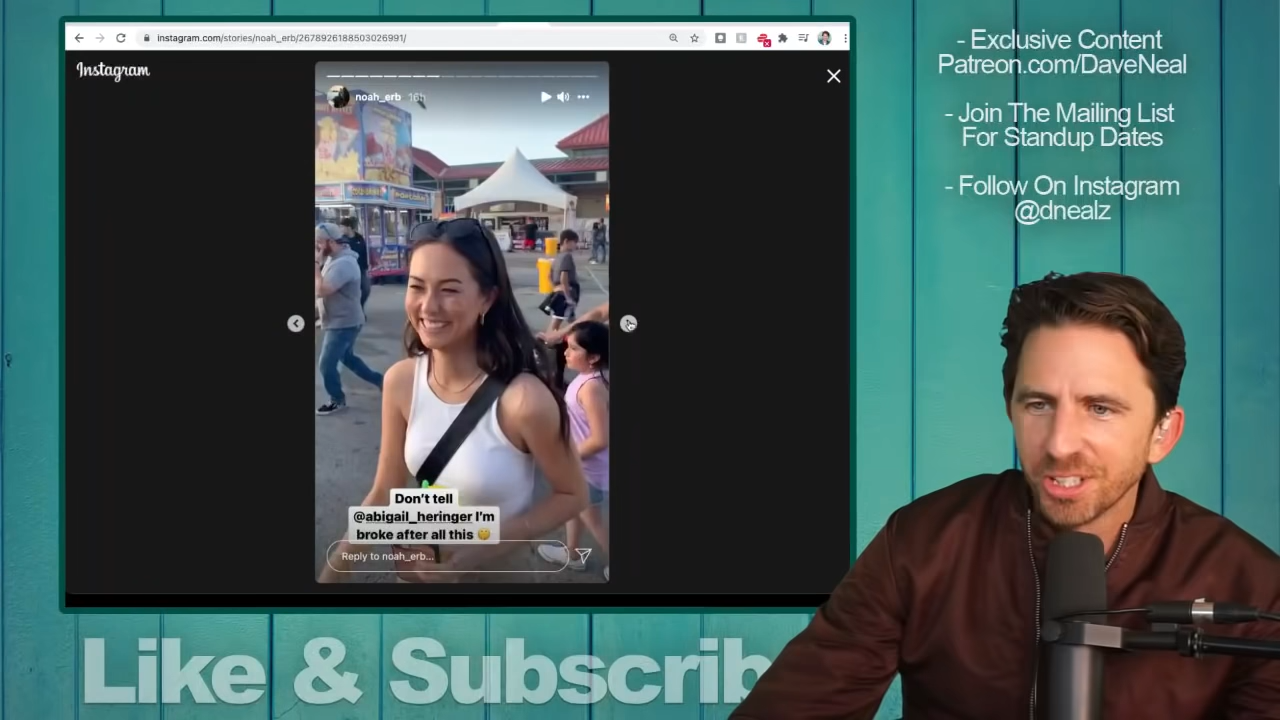 instagram.com/stories/noah_erb/2678926188503026991/
Instagram
noah_erb 16h
Don't tell
@abigail_heringer I'm
broke after all this
Reply to noah_erb...
- Exclusive Content
Patreon.com/DaveNeal
- Join The Mailing List
For Standup Dates
- Follow On Instagram
@dnealz
Like & Subscrib